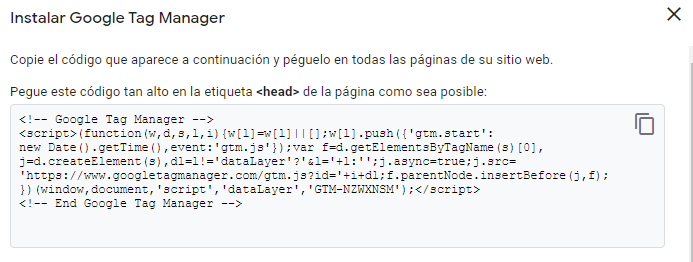 Instalar Google Tag Manager
Copie el código que aparece a continuación y péguelo en todas las páginas de su sitio web.
Pegue este código tan alto en la etiqueta <head> de la página como sea posible:
<!-- Google Tag Manager -->
<script>(function(w,d,s,l,i){w[l]=w[l]||[];w[l].push({'gtm.start':
new Date().getTime(),event:'gtm.js'});var f=d.getElementsByTagName(s)[0],
j=d.createElement(s),dl=l!='dataLayer'?'&l='+l:'';j.async=true;j.src=
'https://www.googletagmanager.com/gtm.js?id='+i+dl;f.parentNode.insertBefore(j,f);
})(window,document,'script','dataLayer','GTM-NZWXNSM');</script>
<!-- End Google Tag Manager -->